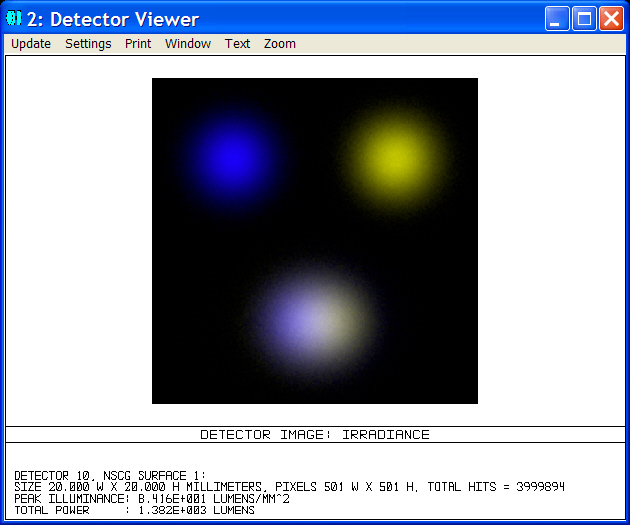 2: Detector Viewer
Update Settings Print Window Text Zoom
DETECTOR IMAGE: IRRADIANCE
DETECTOR 10, NSCG SURFACE 1:
SIZE 20.000 W X 20.000 H MILLIMETERS, PIXELS 501 W X 501 H, TOTAL HITS = 3999894
PEAK ILLUMINANCE: 8.416E+001 LUMENS/MM^2
TOTAL POWER : 1.382E+003 LUMENS